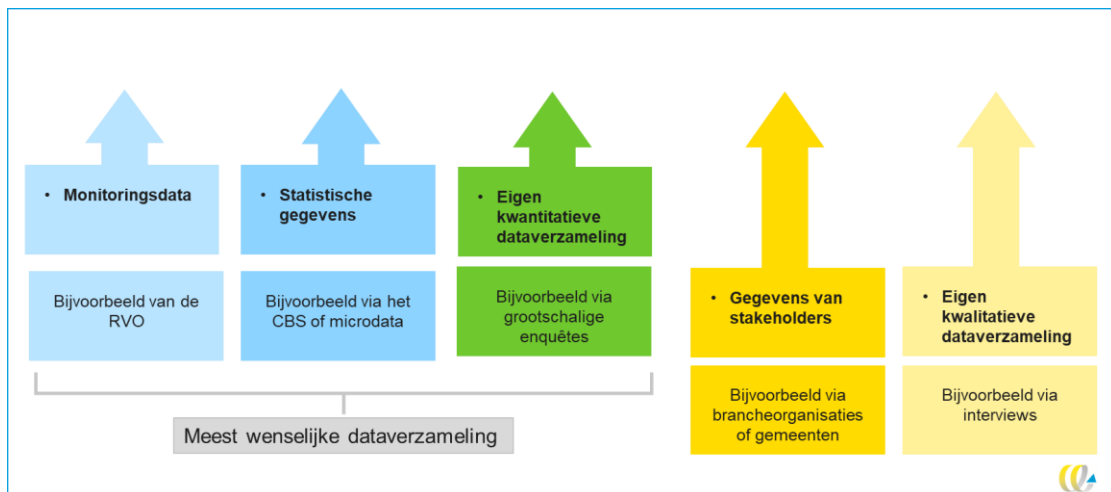 • Monitoringsdata
Bijvoorbeeld van de
RVO
• Statistische
gegevens
Bijvoorbeeld via het
CBS of microdata
• Eigen
kwantitatieve
dataverzameling
Bijvoorbeeld via
grootschalige
enquêtes
Meest wenselijke dataverzameling
• Gegevens van
stakeholders
Bijvoorbeeld via
brancheorganisaties
of gemeenten
• Eigen
kwalitatieve
dataverzameling
Bijvoorbeeld via
interviews